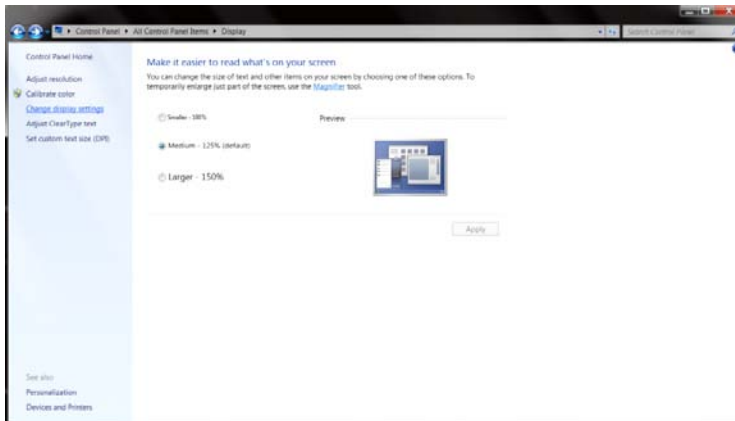 Control Panel ▸ All Control Panel Items ▸ Display
Search Control Panel
Control Panel Home
Adjust resolution
Calibrate color
Change display settings
Adjust ClearType text
Set custom text size (DPI)
Make it easier to read what's on your screen
You can change the size of text and other items on your screen by choosing one of these options. To
temporarily enlarge just part of the screen, use the Magnifier tool.
Smaller - 100%
Preview
Medium - 125% (default)
Larger - 150%
Apply
See also
Personalization
Devices and Printers